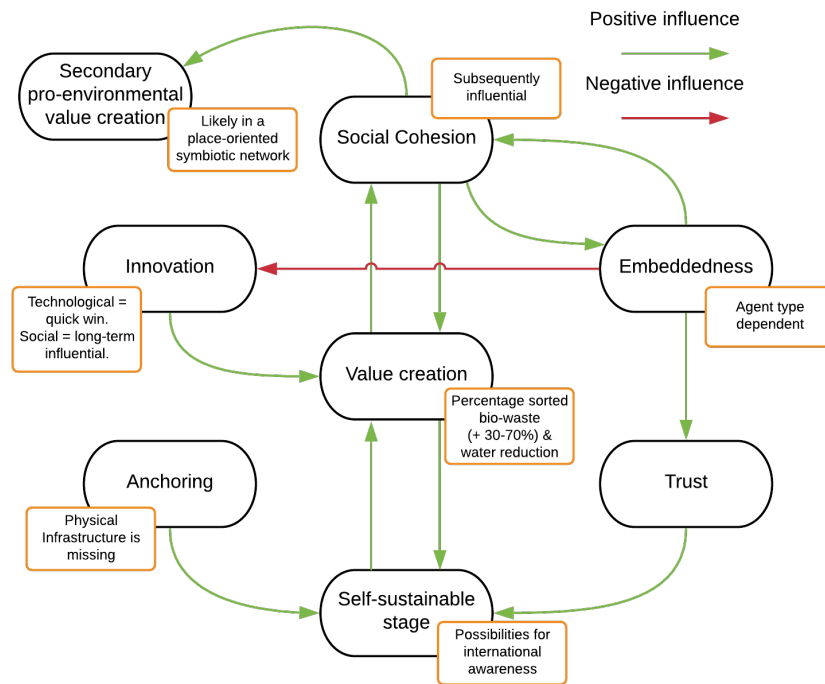 Positive influence
Negative influence
Secondary
pro-environmental
value creation
Likely in a
place-oriented
symbiotic network
Subsequently
influential
Social Cohesion
Innovation
Technological =
quick win.
Social = long-term
influential.
Embeddedness
Agent type
dependent
Value creation
Percentage sorted
bio-waste
(+ 30-70%) &
water reduction
Anchoring
Physical
Infrastructure is
missing
Trust
Self-sustainable
stage
Possibilities for
international
awareness